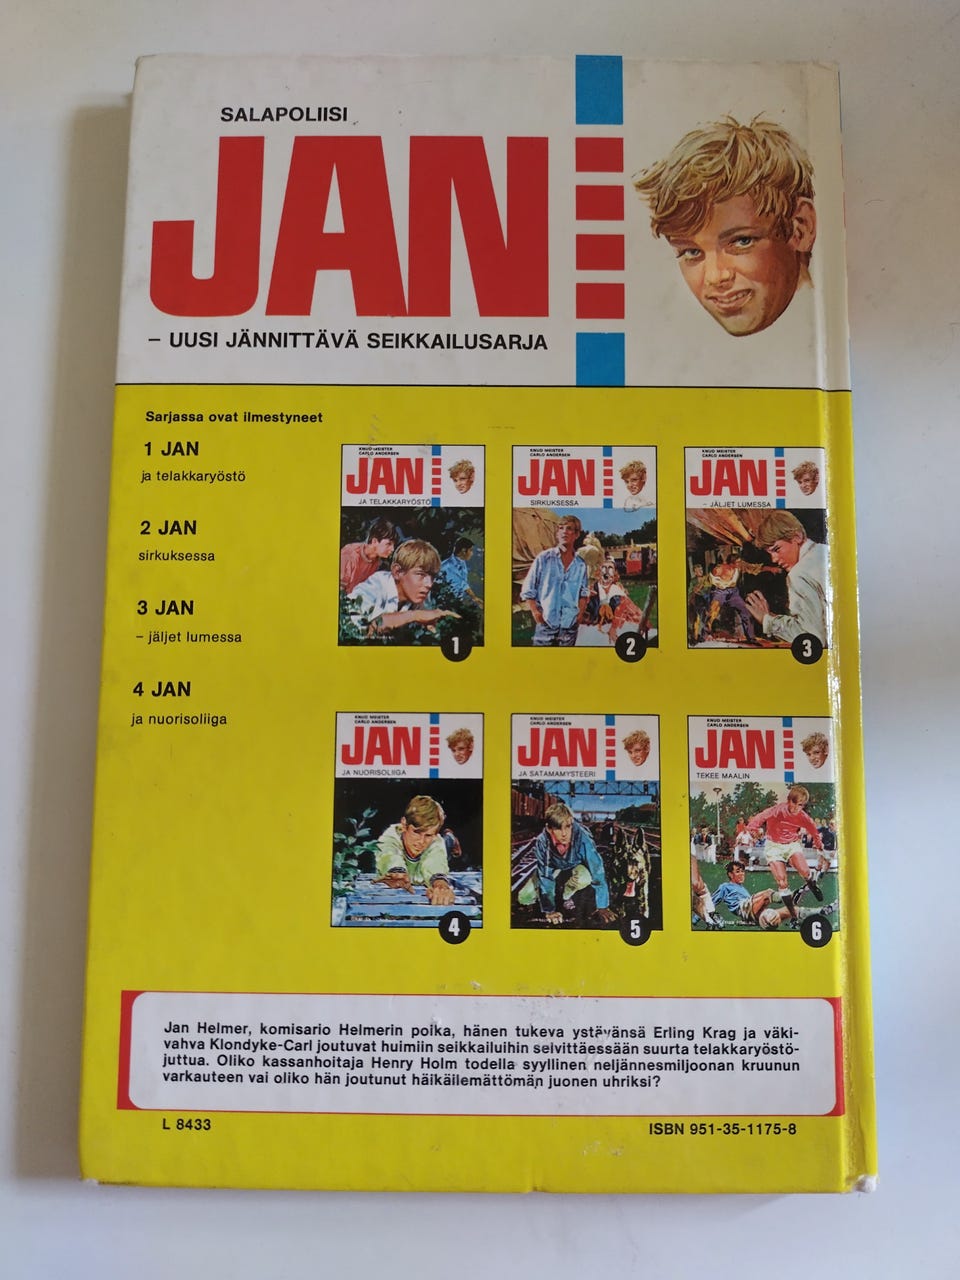 SALAPOLIISI
JAN
– UUSI JÄNNITTÄVÄ SEIKKAILUSARJA
Sarjassa ovat ilmestyneet
1 JAN
ja telakkaryöstö
2 JAN
sirkuksessa
3 JAN
– jäljet lumessa
4 JAN
ja nuorisoliiga
KNUD MEISTER
CARLO ANDERSEN
JAN
JA TELAKKARYÖSTÖ
1
KNUD MEISTER
CARLO ANDERSEN
JAN
SIRKUKSESSA
2
KNUD MEISTER
CARLO ANDERSEN
JAN
– JÄLJET LUMESSA
3
KNUD MEISTER
CARLO ANDERSEN
JAN
JA NUORISOLIIGA
4
KNUD MEISTER
CARLO ANDERSEN
JAN
JA SATAMAMYSTEERI
5
KNUD MEISTER
CARLO ANDERSEN
JAN
TEKEE MAALIN
6
Jan Helmer, komisario Helmerin poika, hänen tukeva ystävänsä Erling Krag ja väki-
vahva Klondyke-Carl joutuvat huimiin seikkailuihin selvittäessään suurta telakkaryöstö-
juttua. Oliko kassanhoitaja Henry Holm todella syyllinen neljännesmiljoonan kruunun
varkauteen vai oliko hän joutunut häikäilemättömän juonen uhriksi?
L 8433
ISBN 951-35-1175-8